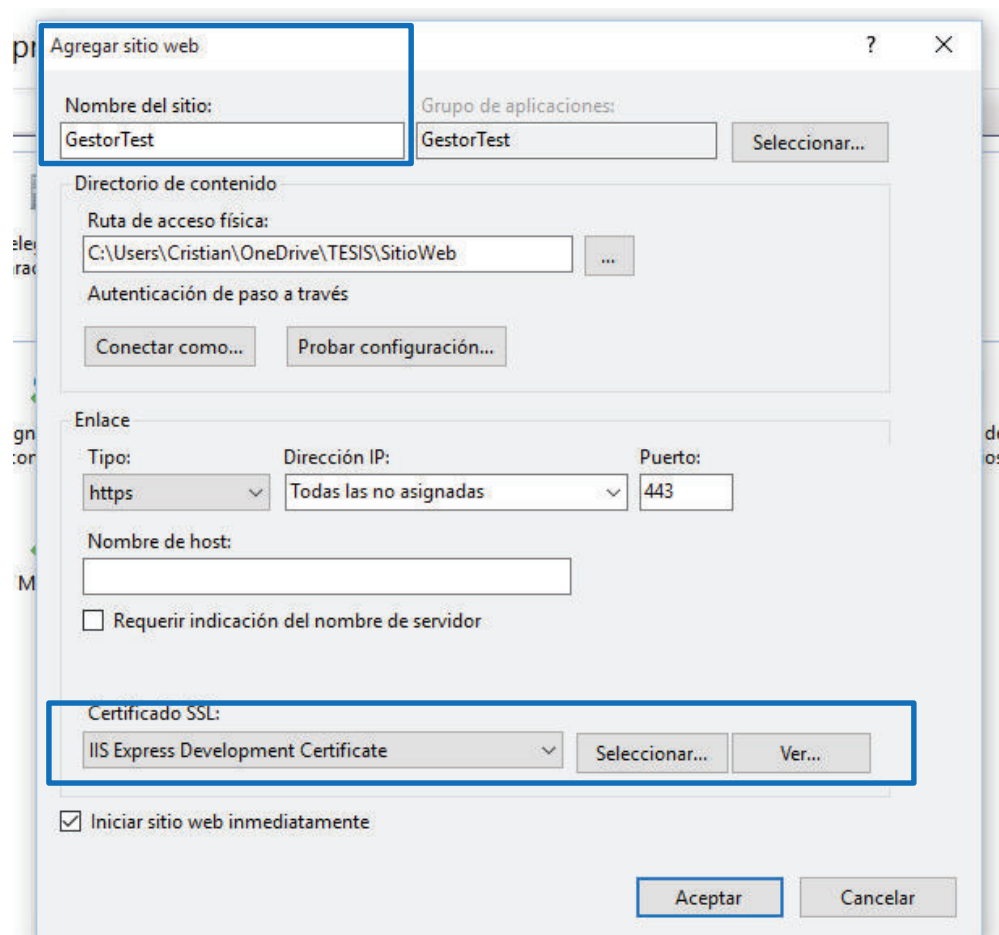 Agregar sitio web ?
Nombre del sitio: Grupo de aplicaciones:
GestorTest GestorTest Seleccionar...
Directorio de contenido
Ruta de acceso física:
C:\Users\Cristian\OneDrive\TESIS\SitioWeb ...
Autenticación de paso a través
Conectar como... Probar configuración...
Enlace
Tipo: Dirección IP: Puerto:
https Todas las no asignadas 443
Nombre de host:
Requerir indicación del nombre de servidor
Certificado SSL:
IIS Express Development Certificate Seleccionar... Ver...
Iniciar sitio web inmediatamente
Aceptar Cancelar